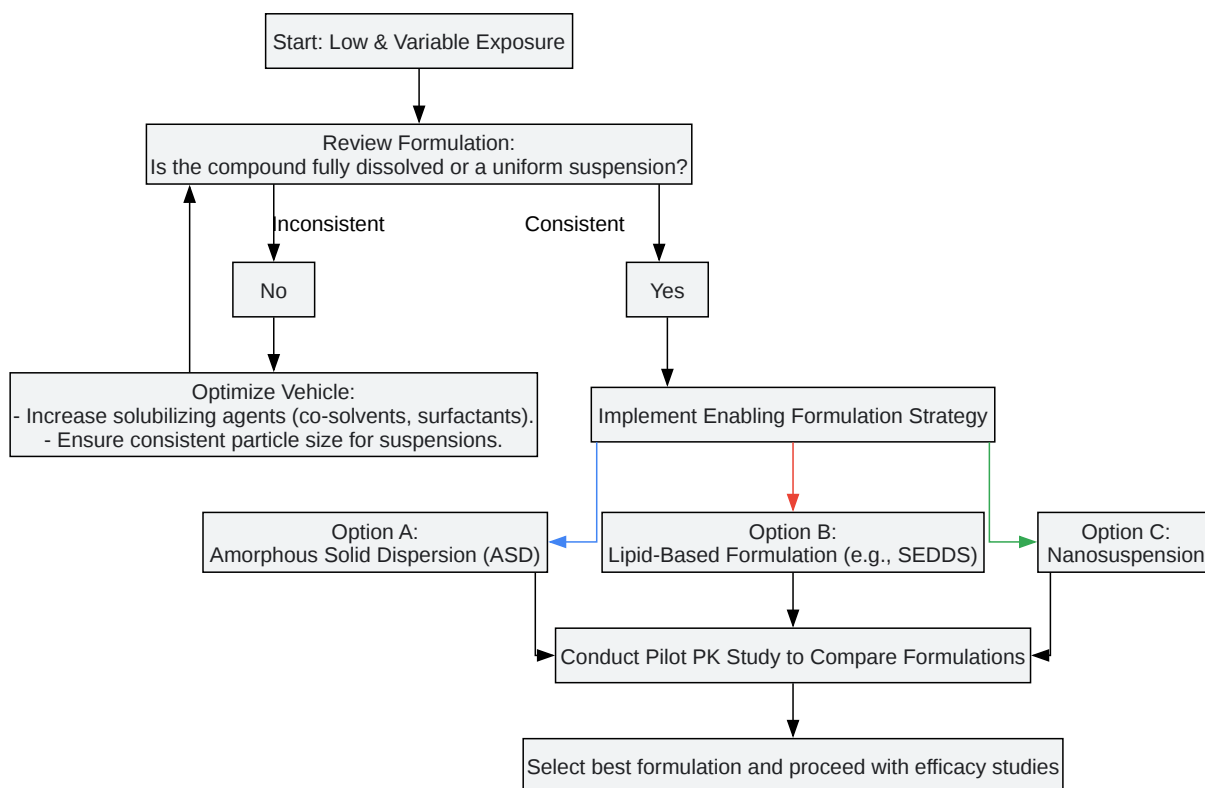 Start: Low & Variable Exposure
Review Formulation:
Is the compound fully dissolved or a uniform suspension?
Inconsistent
Consistent
No
Yes
Optimize Vehicle:
- Increase solubilizing agents (co-solvents, surfactants).
- Ensure consistent particle size for suspensions.
Implement Enabling Formulation Strategy
Option A:
Amorphous Solid Dispersion (ASD)
Option B:
Lipid-Based Formulation (e.g., SEDDS)
Option C:
Nanosuspension
Conduct Pilot PK Study to Compare Formulations
Select best formulation and proceed with efficacy studies